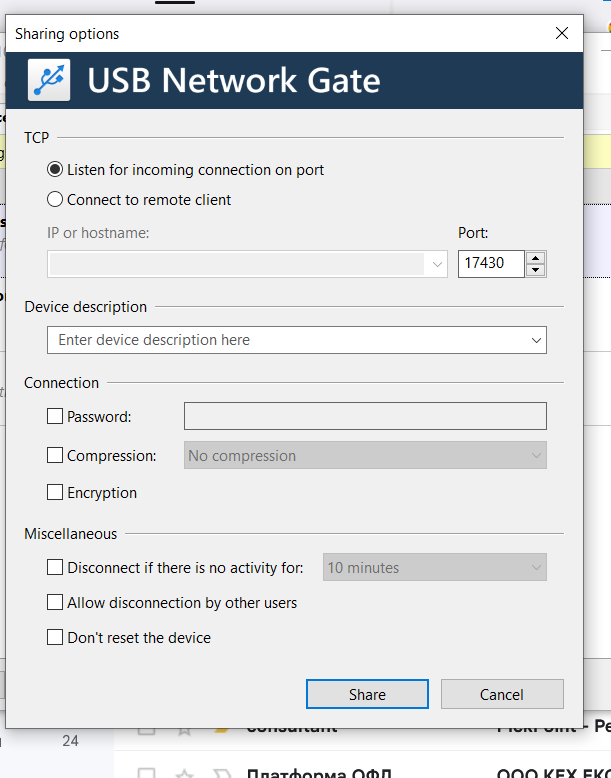 Sharing options
USB Network Gate
TCP
Listen for incoming connection on port
Connect to remote client
IP or hostname:
Port:
17430
Device description
Enter device description here
Connection
Password:
Compression:
No compression
Encryption
Miscellaneous
Disconnect if there is no activity for:
10 minutes
Allow disconnection by other users
Don't reset the device
Share
Cancel
24
consultant
PickPoint - Pe
Платформа ОФД
ООО КЕХ ЕКО